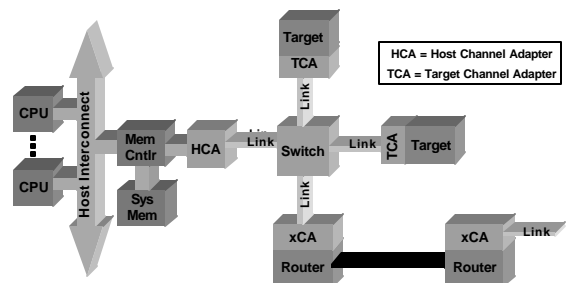 Target
TCA
HCA = Host Channel Adapter
TCA = Target Channel Adapter
Link
CPU
Host Interconnect
Mem
Cntlr
HCA
Link
Switch
Link
TCA
Target
CPU
Sys
Mem
Link
xCA
Router
xCA
Router
Link